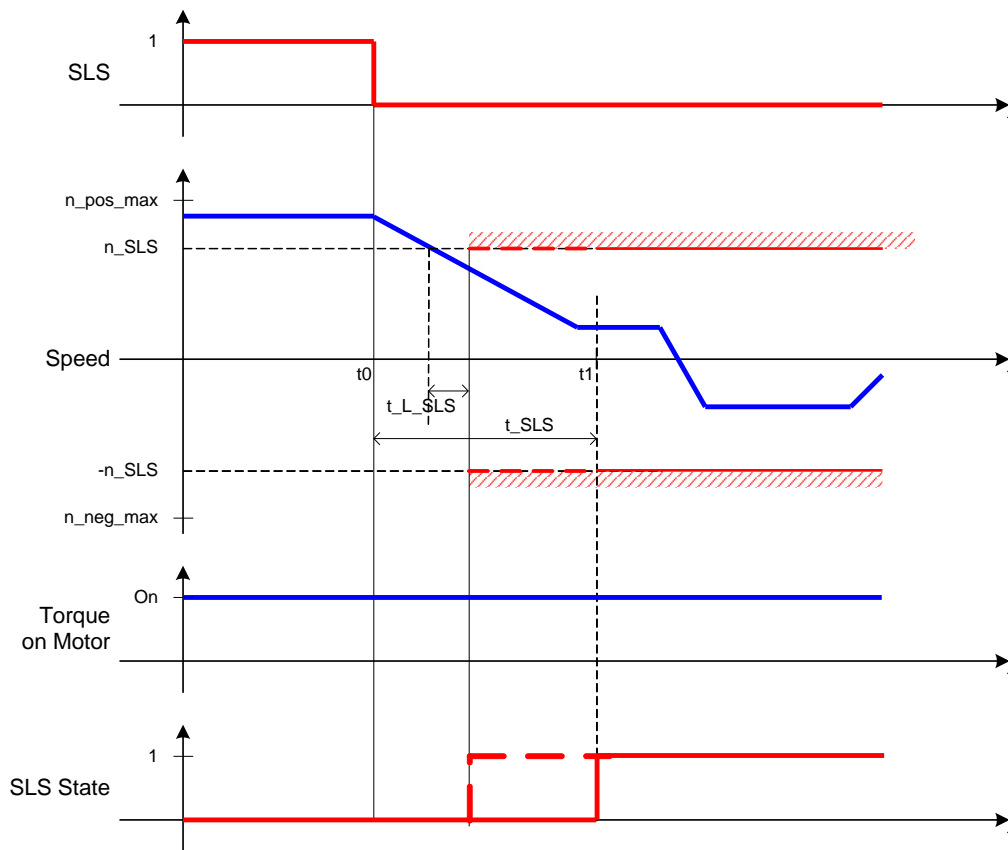 1
SLS
n_pos_max
n_SLS
Speed
t0
t1
t_L_SLS
t_SLS
-n_SLS
n_neg_max
On
Torque
on Motor
1
SLS State